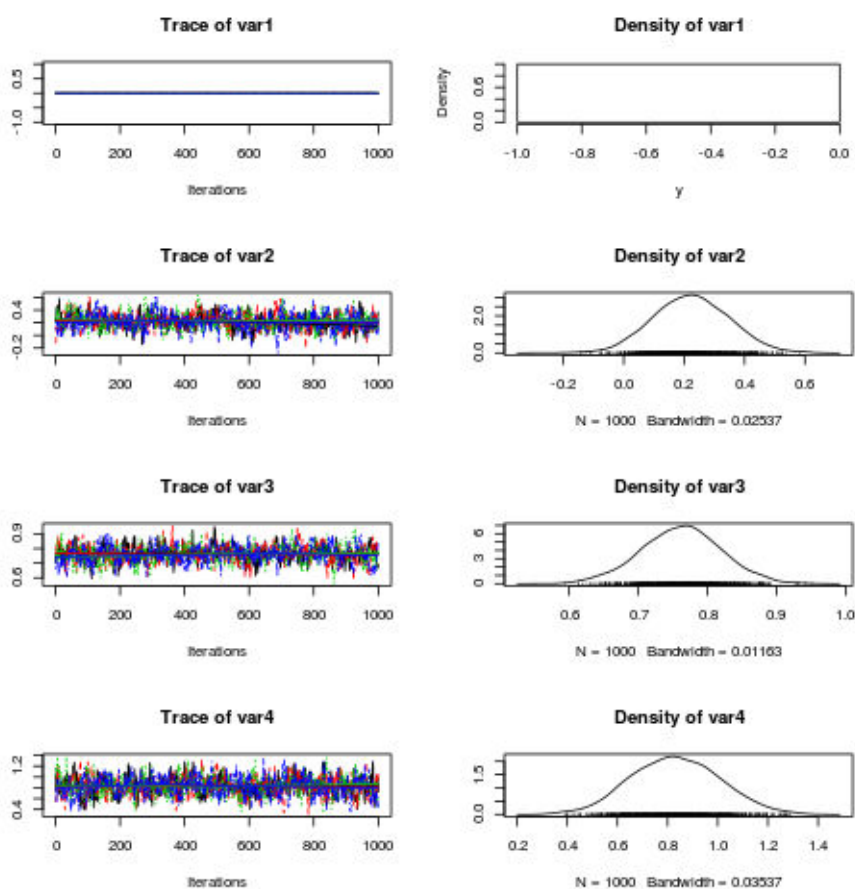 Trace of var1
Density of var1
0.5
-1.0
0 200 400 600 800 1000
Iterations
Density
0.6
0.0
-1.0 -0.8 -0.6 -0.4 -0.2 0.0
y
Trace of var2
Density of var2
0.4
-0.2
0 200 400 600 800 1000
Iterations
2.0
0.0
-0.2 0.0 0.2 0.4 0.6
N = 1000 Bandwidth = 0.02537
Trace of var3
Density of var3
0.9
0.6
0 200 400 600 800 1000
Iterations
6
3
0
0.6 0.7 0.8 0.9 1.0
N = 1000 Bandwidth = 0.01163
Trace of var4
Density of var4
1.2
0.4
0 200 400 600 800 1000
Iterations
1.5
0.0
0.2 0.4 0.6 0.8 1.0 1.2 1.4
N = 1000 Bandwidth = 0.03537